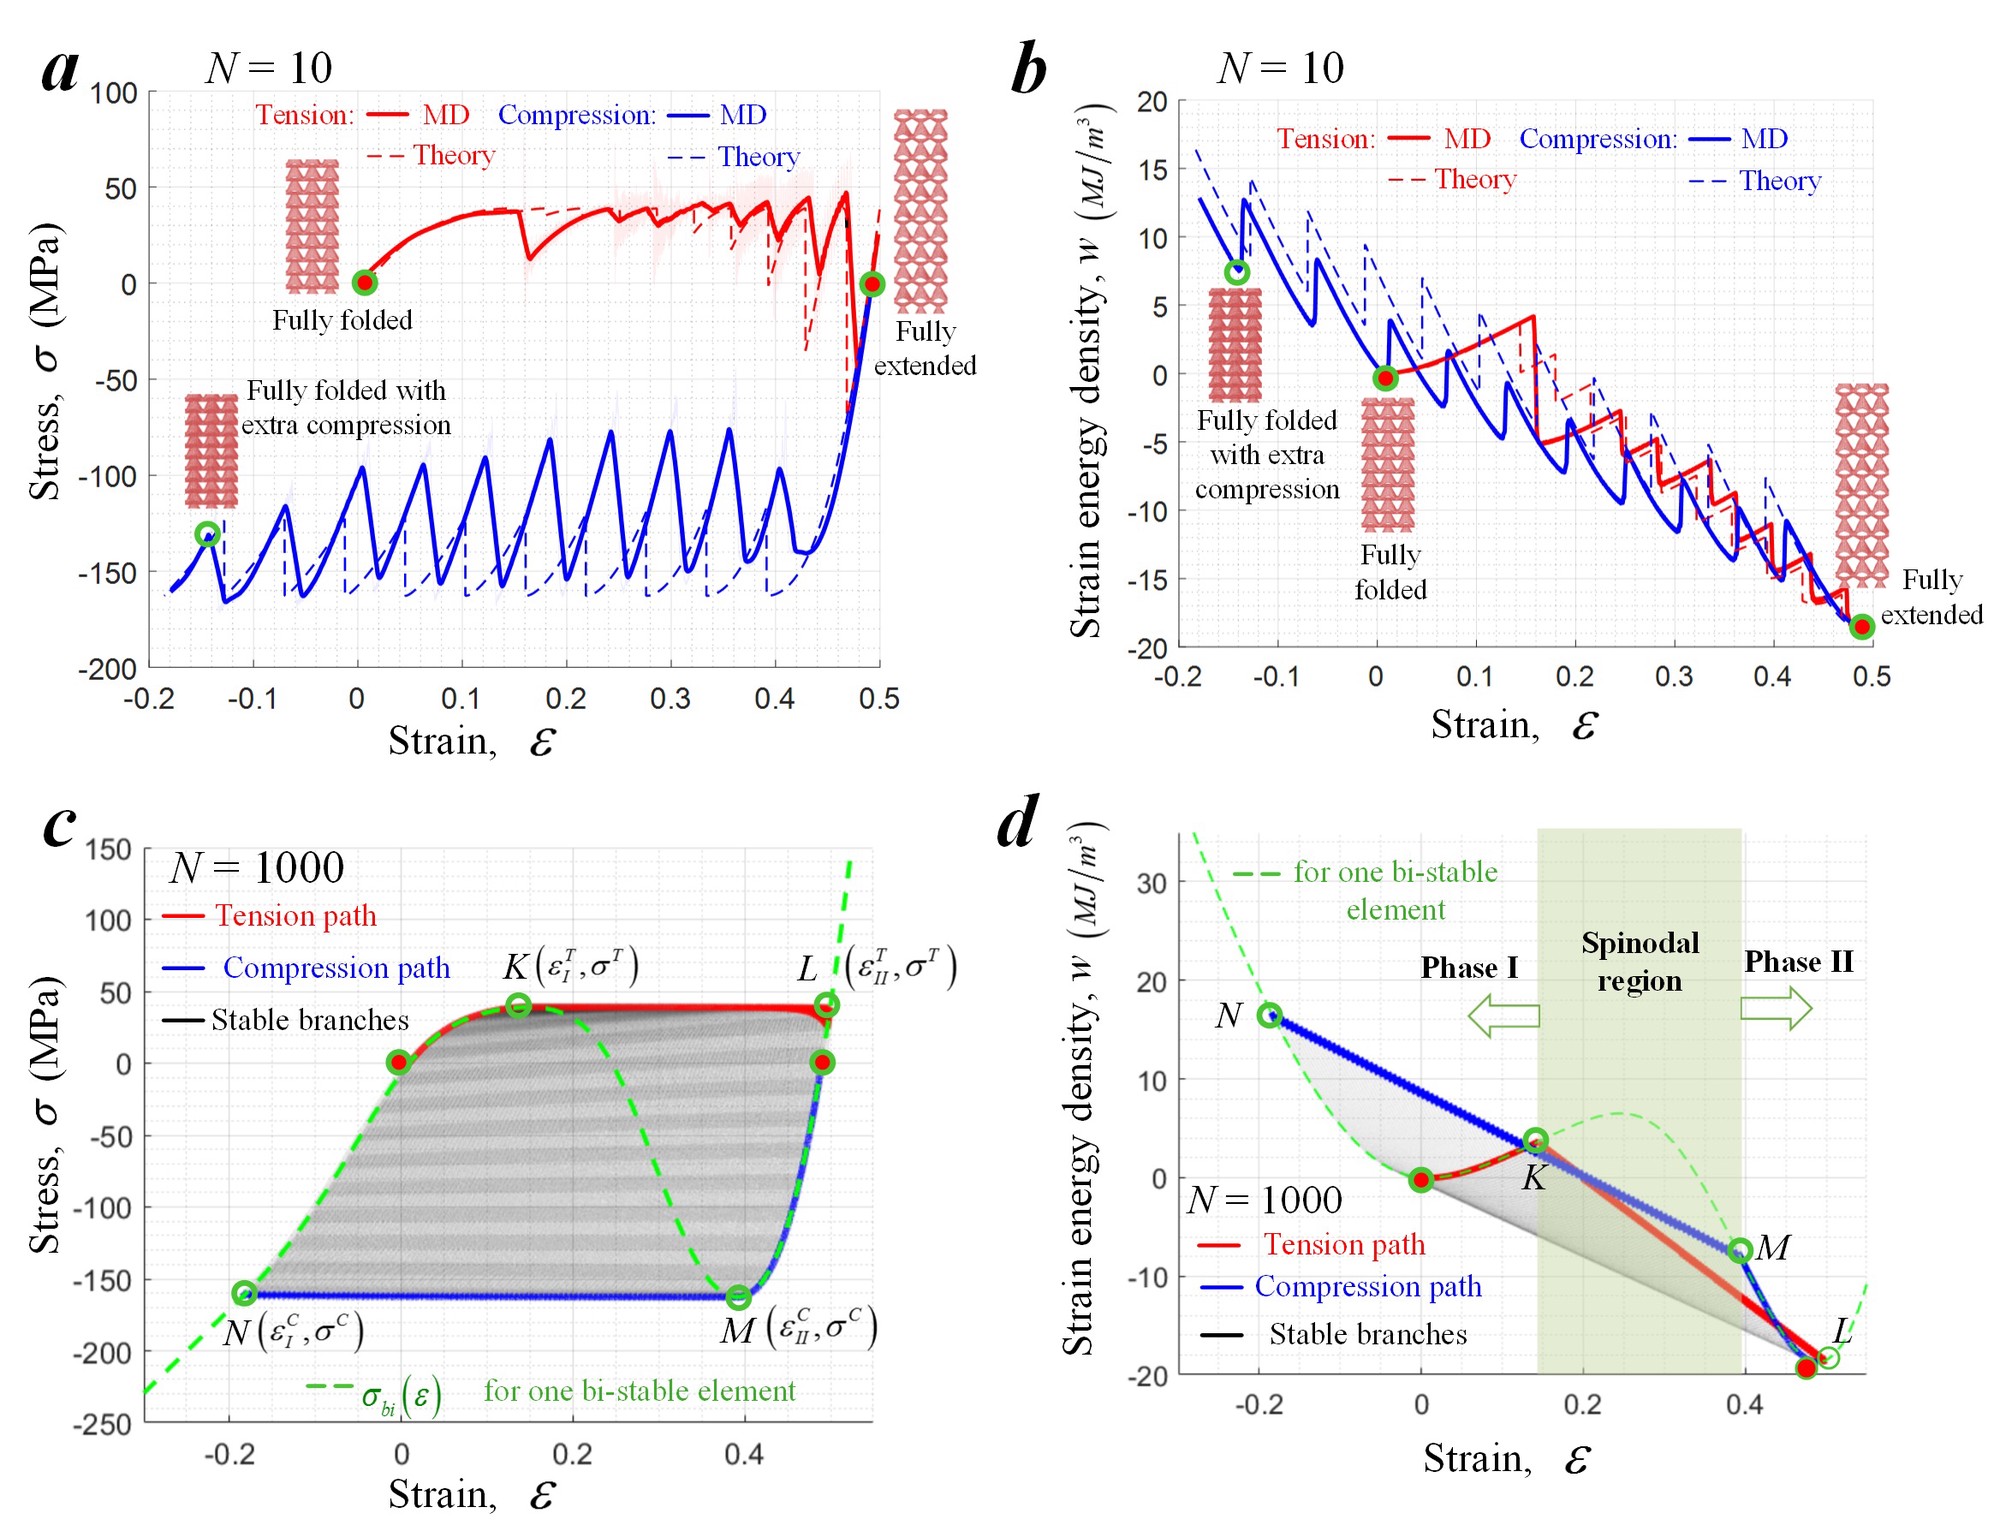 a
N = 10
Tension: MD Compression: MD
Theory Theory
Fully folded
Fully extended
Fully folded with extra compression
100
50
0
-50
-100
-150
-200
-0.2 -0.1 0 0.1 0.2 0.3 0.4 0.5
Stress, σ (MPa)
Strain, ε
b
N = 10
Tension: MD Compression: MD
Theory Theory
Fully folded
with extra
compression
Fully
folded
Fully
extended
20
15
10
5
0
-5
-10
-15
-20
-0.2 -0.1 0 0.1 0.2 0.3 0.4 0.5
Strain energy density, w (MJ/m³)
Strain, ε
c
N = 1000
Tension path
Compression path
Stable branches
K (ε_I^T, σ^T)
L (ε_II^T, σ^T)
N (ε_I^C, σ^C)
M (ε_II^C, σ^C)
σ_bi(ε) for one bi-stable element
150
100
50
0
-50
-100
-150
-200
-250
-0.2 0 0.2 0.4
Stress, σ (MPa)
Strain, ε
d
for one bi-stable
element
Spinodal
region
Phase I
Phase II
N
K
M
L
N = 1000
Tension path
Compression path
Stable branches
30
20
10
0
-10
-20
-0.2 0 0.2 0.4
Strain energy density, w (MJ/m³)
Strain, ε